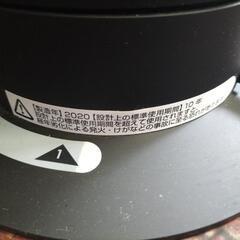 【製造年】2020【設計上の標準使用期間】10年
設計上の標準使用期間を超えて使用されますと、
経年劣化による発火・けがなどの事故に至る恐れがあります
1